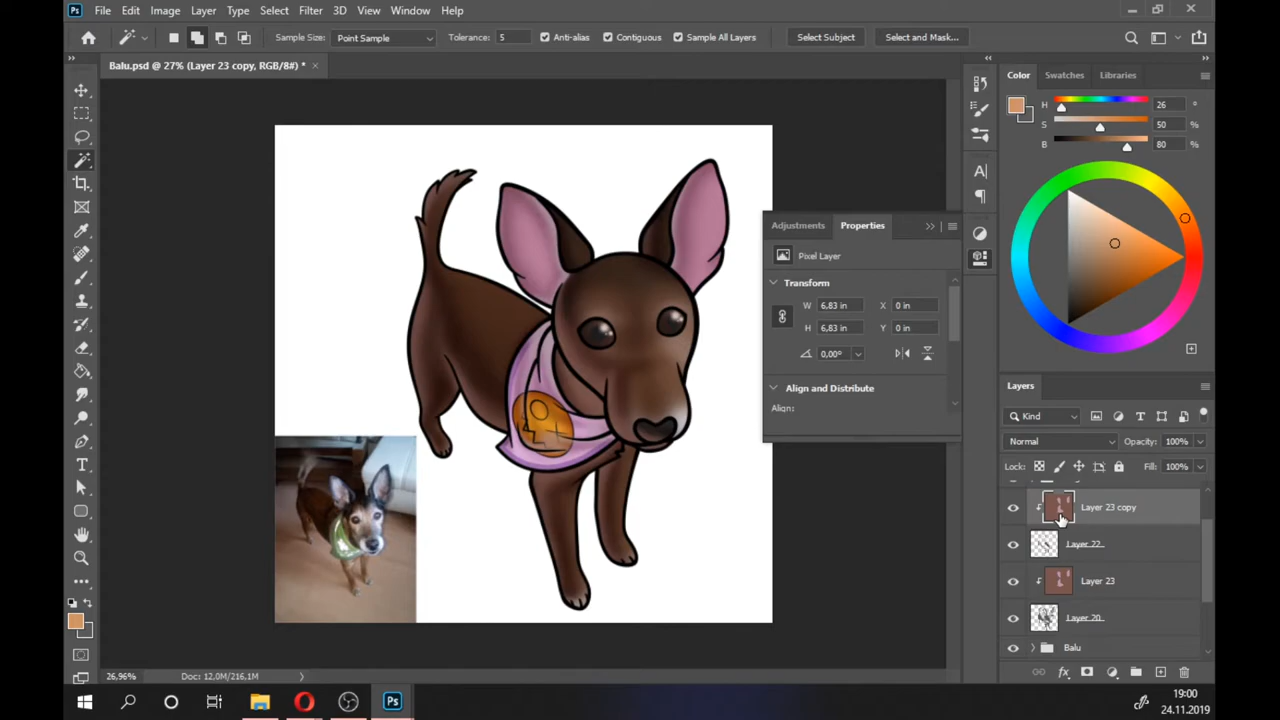 Ps File Edit Image Layer Type Select Filter 3D View Window Help
Sample Size: Point Sample Tolerance: 5 Anti-alias Contiguous Sample All Layers Select Subject Select and Mask...
Balu.psd @ 27% (Layer 23 copy, RGB/8#) * ×
Color Swatches Libraries
H 26 °
S 50 %
B 80 %
Adjustments Properties
Pixel Layer
Transform
W 6,83 in X 0 in
H 6,83 in Y 0 in
0,00°
Align and Distribute
Align:
Layers
Kind
Normal Opacity: 100%
Lock: Fill: 100%
Layer 23 copy
Layer 22
Layer 23
Layer 20
Balu
26,96% Doc: 12,0M/216,1M
Ps
19:00
24.11.2019